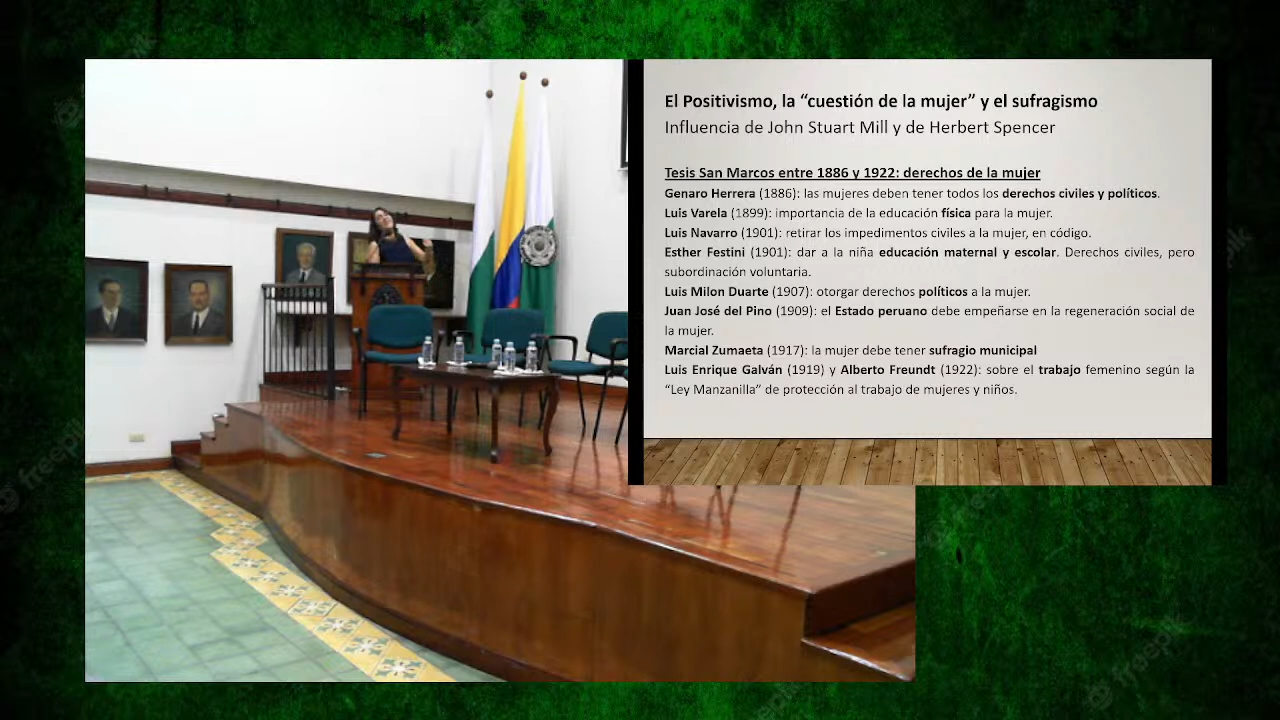 El Positivismo, la “cuestión de la mujer” y el sufragismo
Influencia de John Stuart Mill y de Herbert Spencer
Tesis San Marcos entre 1886 y 1922: derechos de la mujer
Genaro Herrera (1886): las mujeres deben tener todos los derechos civiles y políticos.
Luis Varela (1899): importancia de la educación física para la mujer.
Luis Navarro (1901): retirar los impedimentos civiles a la mujer, en código.
Esther Festini (1901): dar a la niña educación maternal y escolar. Derechos civiles, pero
subordinación voluntaria.
Luis Milon Duarte (1907): otorgar derechos políticos a la mujer.
Juan José del Pino (1909): el Estado peruano debe empeñarse en la regeneración social de
la mujer.
Marcial Zumaeta (1917): la mujer debe tener sufragio municipal
Luis Enrique Galván (1919) y Alberto Freundt (1922): sobre el trabajo femenino según la
“Ley Manzanilla” de protección al trabajo de mujeres y niños.
freepik
freepik